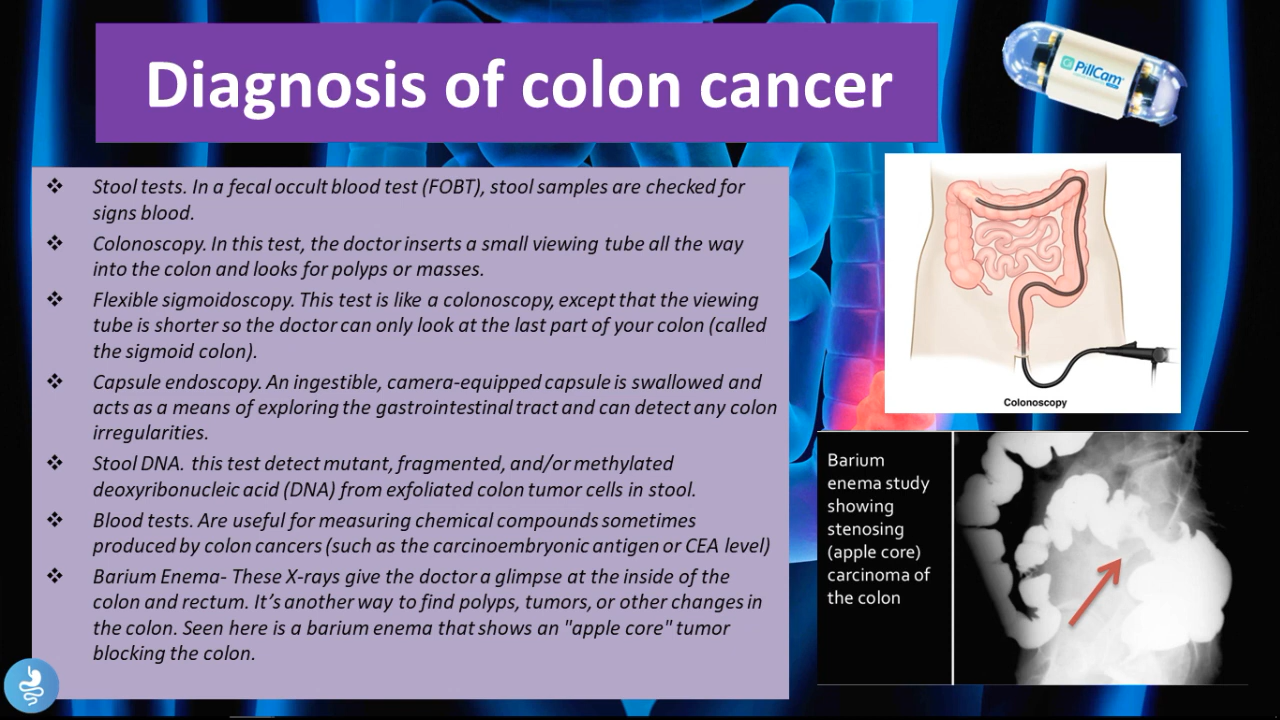 Diagnosis of colon cancer
PillCam
❖ Stool tests. In a fecal occult blood test (FOBT), stool samples are checked for
signs blood.
❖ Colonoscopy. In this test, the doctor inserts a small viewing tube all the way
into the colon and looks for polyps or masses.
❖ Flexible sigmoidoscopy. This test is like a colonoscopy, except that the viewing
tube is shorter so the doctor can only look at the last part of your colon (called
the sigmoid colon).
❖ Capsule endoscopy. An ingestible, camera-equipped capsule is swallowed and
acts as a means of exploring the gastrointestinal tract and can detect any colon
irregularities.
❖ Stool DNA. this test detect mutant, fragmented, and/or methylated
deoxyribonucleic acid (DNA) from exfoliated colon tumor cells in stool.
❖ Blood tests. Are useful for measuring chemical compounds sometimes
produced by colon cancers (such as the carcinoembryonic antigen or CEA level)
❖ Barium Enema- These X-rays give the doctor a glimpse at the inside of the
colon and rectum. It’s another way to find polyps, tumors, or other changes in
the colon. Seen here is a barium enema that shows an "apple core" tumor
blocking the colon.
Colonoscopy
Barium
enema study
showing
stenosing
(apple core)
carcinoma of
the colon